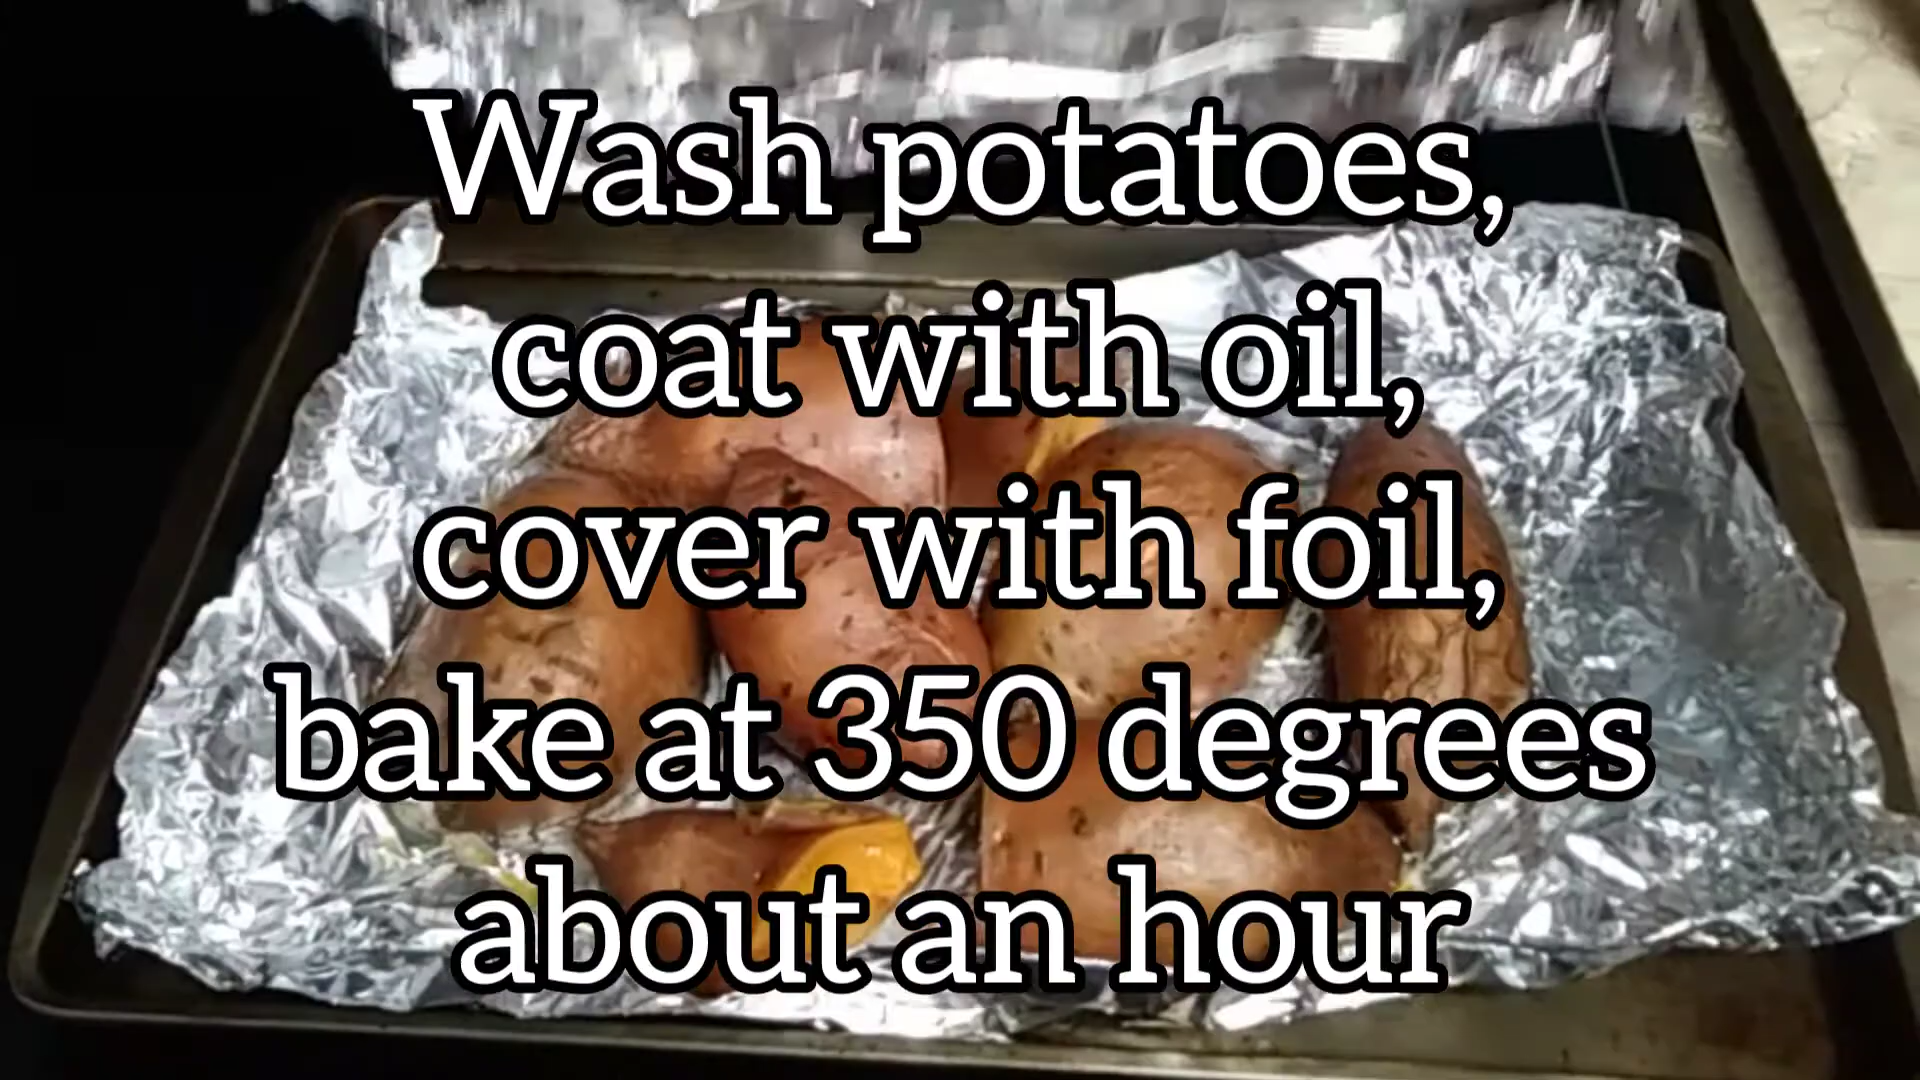 Wash potatoes,
coat with oil,
cover with foil,
bake at 350 degrees
about an hour